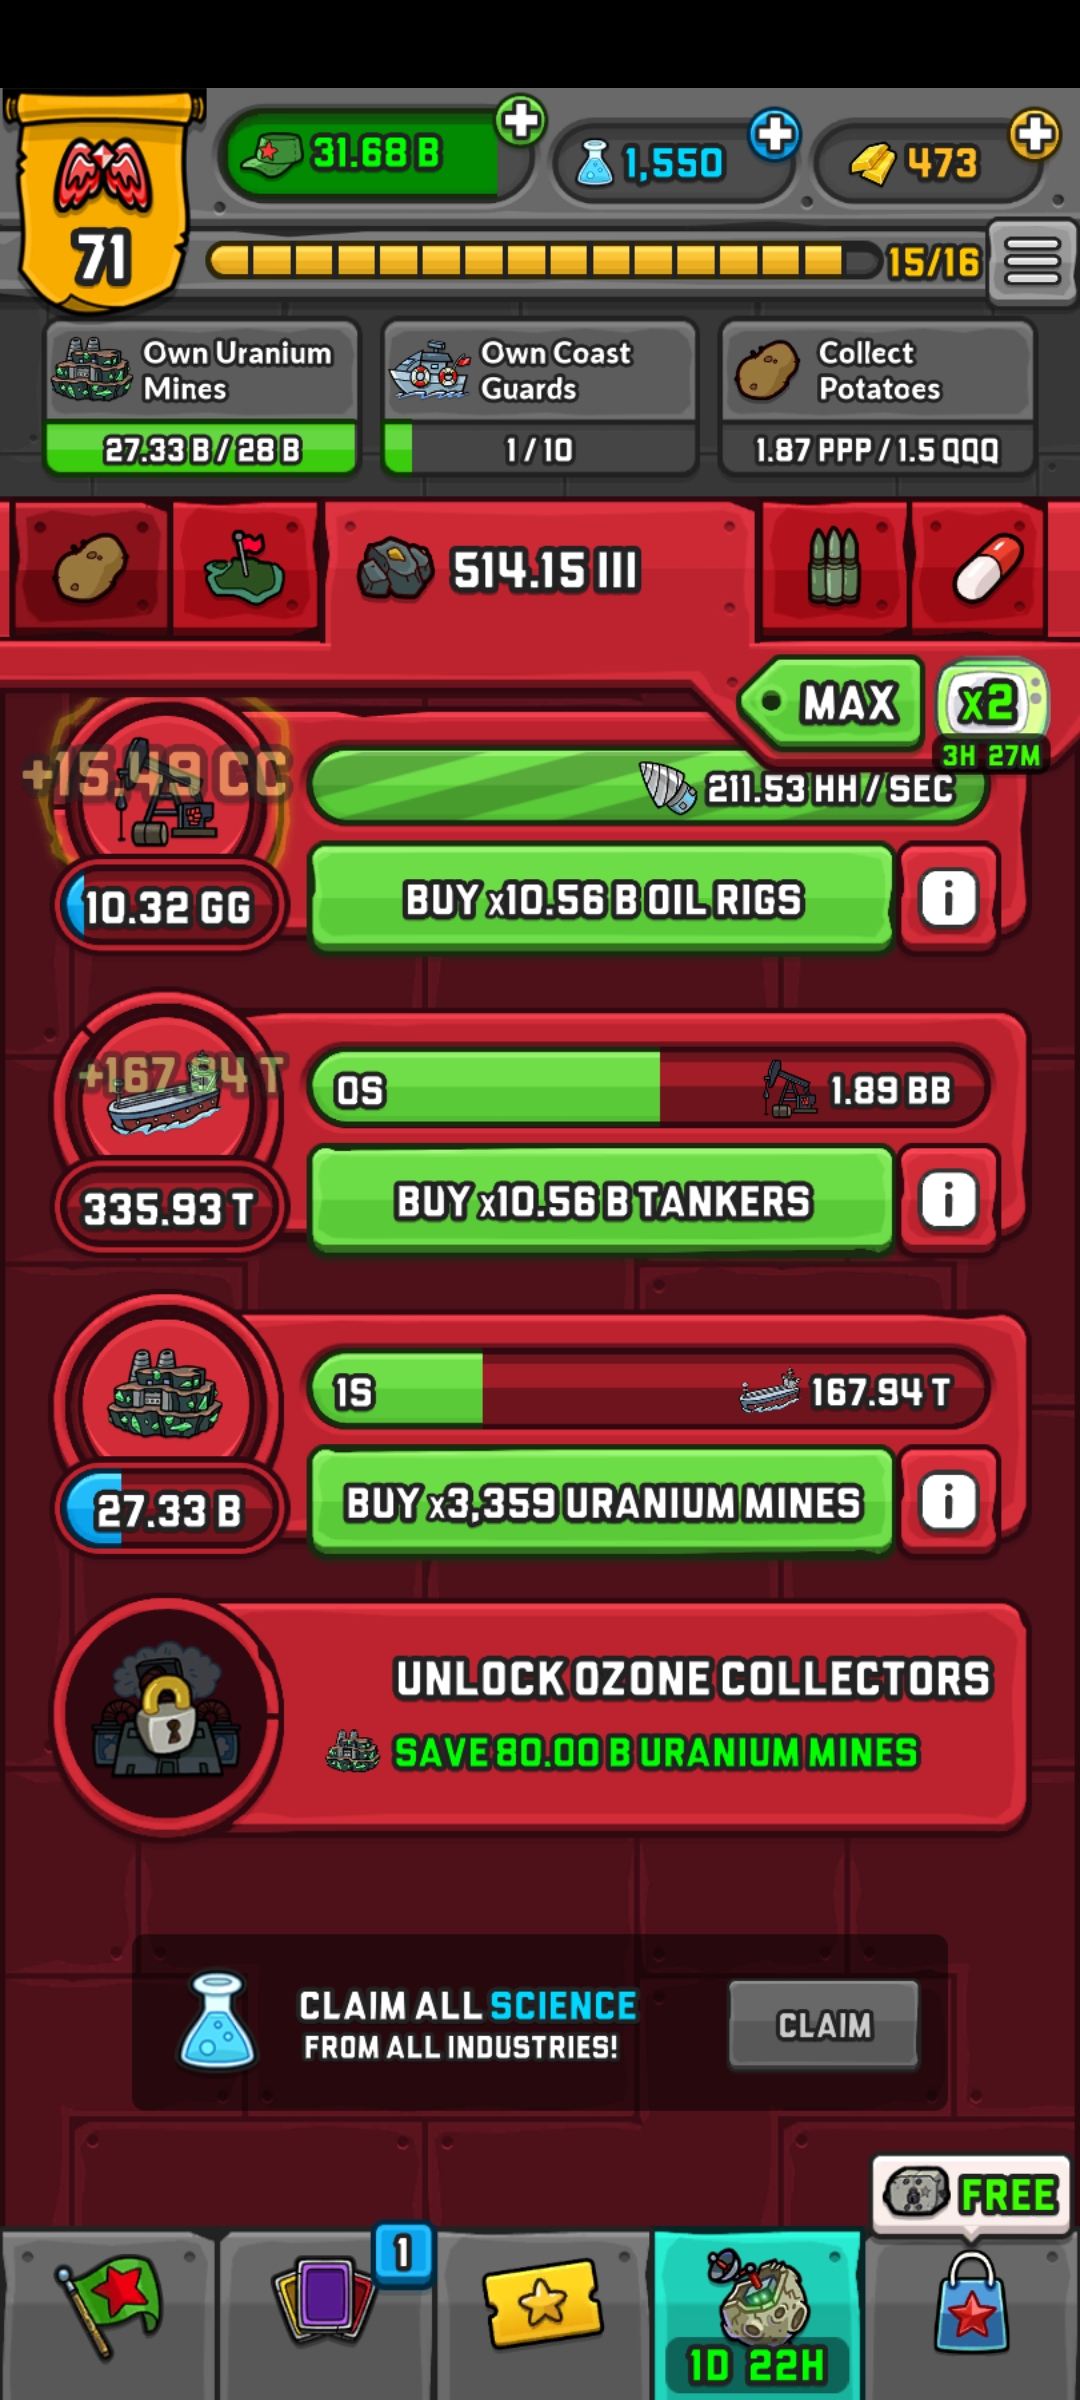 31.68 B
1,550
473
71
15/16
Own Uranium
Mines
27.33 B / 28 B
Own Coast
Guards
1 / 10
Collect
Potatoes
1.87 PPP / 1.5 QQQ
514.15 III
MAX
x2
3H 27M
+15.49 CC
211.53 HH / SEC
10.32 GG
BUY x10.56 B OIL RIGS
i
+167.94 T
0S
1.89 BB
335.93 T
BUY x10.56 B TANKERS
i
1S
167.94 T
27.33 B
BUY x3,359 URANIUM MINES
i
UNLOCK OZONE COLLECTORS
SAVE 80.00 B URANIUM MINES
CLAIM ALL SCIENCE
FROM ALL INDUSTRIES!
CLAIM
FREE
1
1D 22H